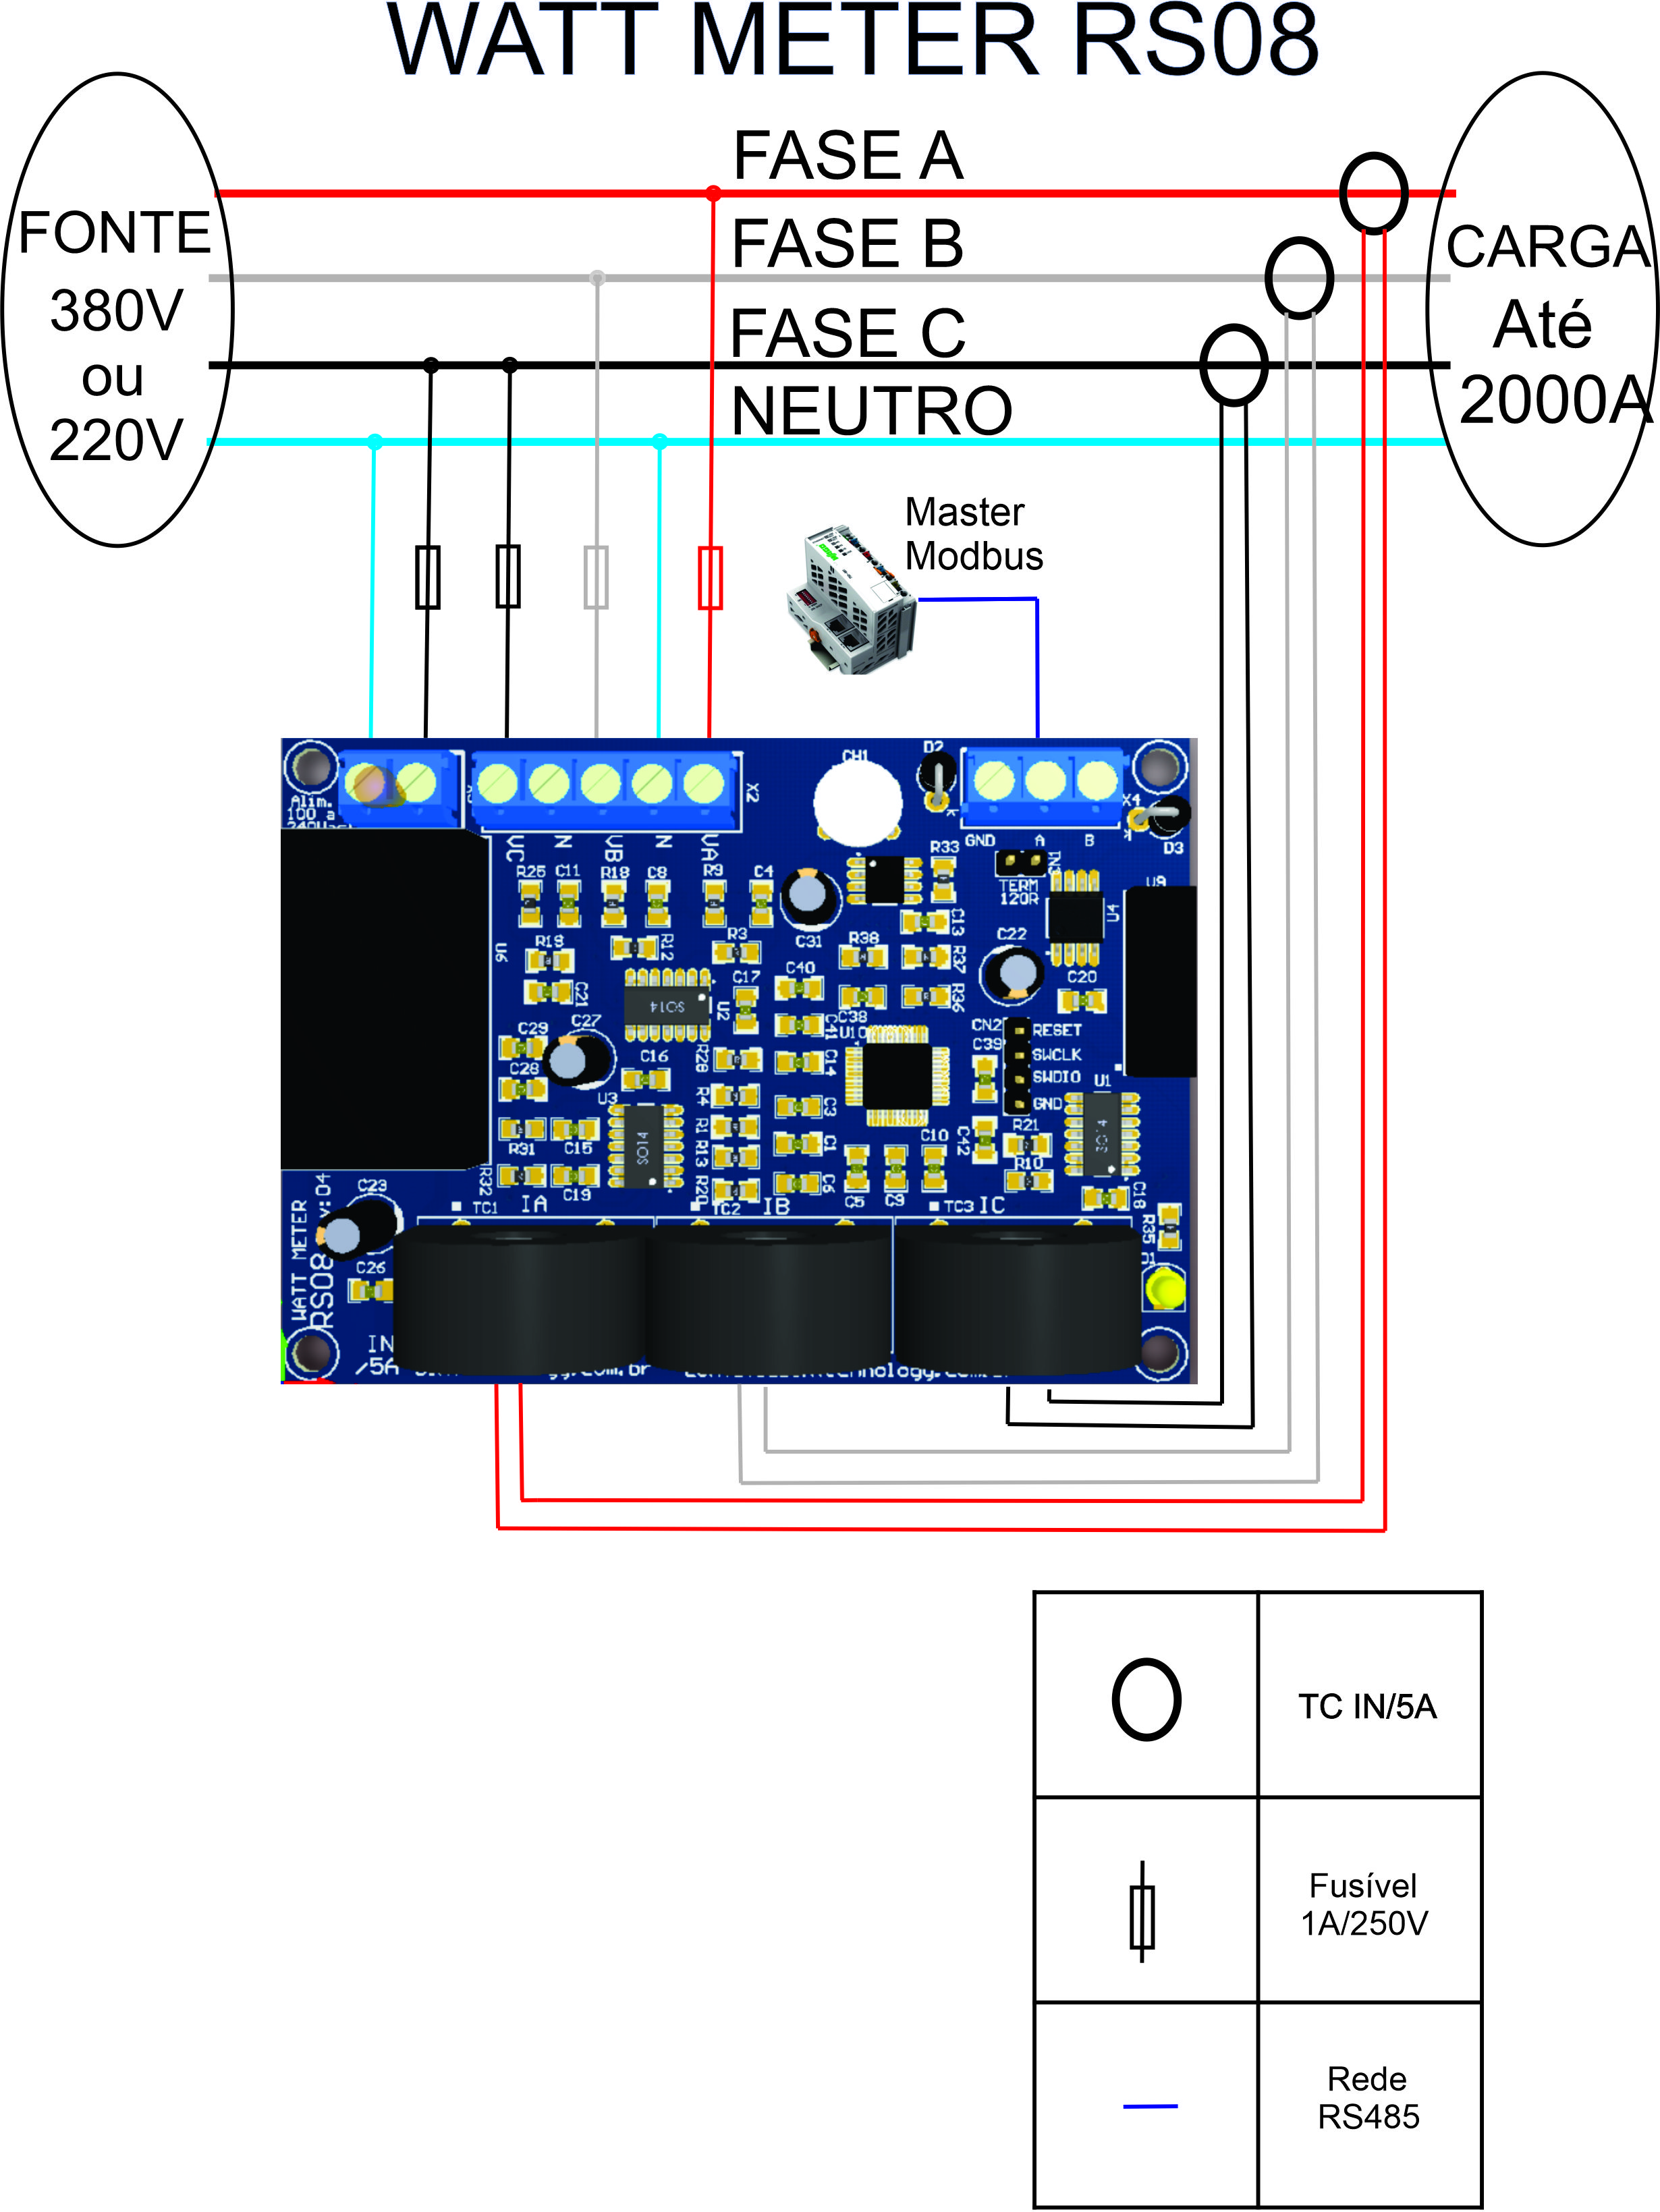 WATT METER RS08
FASE A
FONTE
380V
ou
220V
FASE B
FASE C
NEUTRO
CARGA
Até
2000A
Master
Modbus
Alim.
100 a
X2
CH1
D2
k
X4
D3
VC
N
VB
N
VA
GND
A
B
TERM
120R
R25
C11
R18
C8
R9
C4
R33
U9
U4
C13
C31
R19
R12
R3
R38
R37
C22
U6
C21
C17
C40
R36
C20
SO14
U2
C38
C41
U10
CN2
RESET
C39
SWCLK
SWDIO
GND
C29
C27
C28
C16
R28
C14
U1
U3
R4
C3
R1
C1
R13
R31
C15
SO14
C42
R21
C10
R10
SO14
R32
C19
R20
C6
C5
C9
C18
R35
C23
TC1
IA
TC2
IB
TC3
IC
WATT METER
RS08
C26
IN
/5A
TC IN/5A
Fusível
1A/250V
Rede
RS485